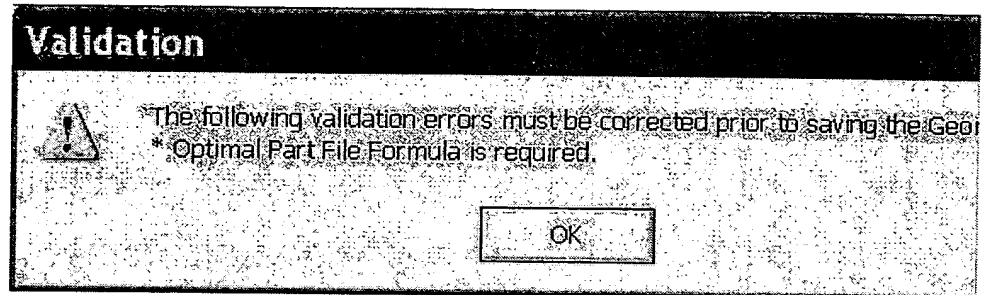 Validation
The following validation errors must be corrected prior to saving the Geor
* Optimal Part File Formula is required.
OK